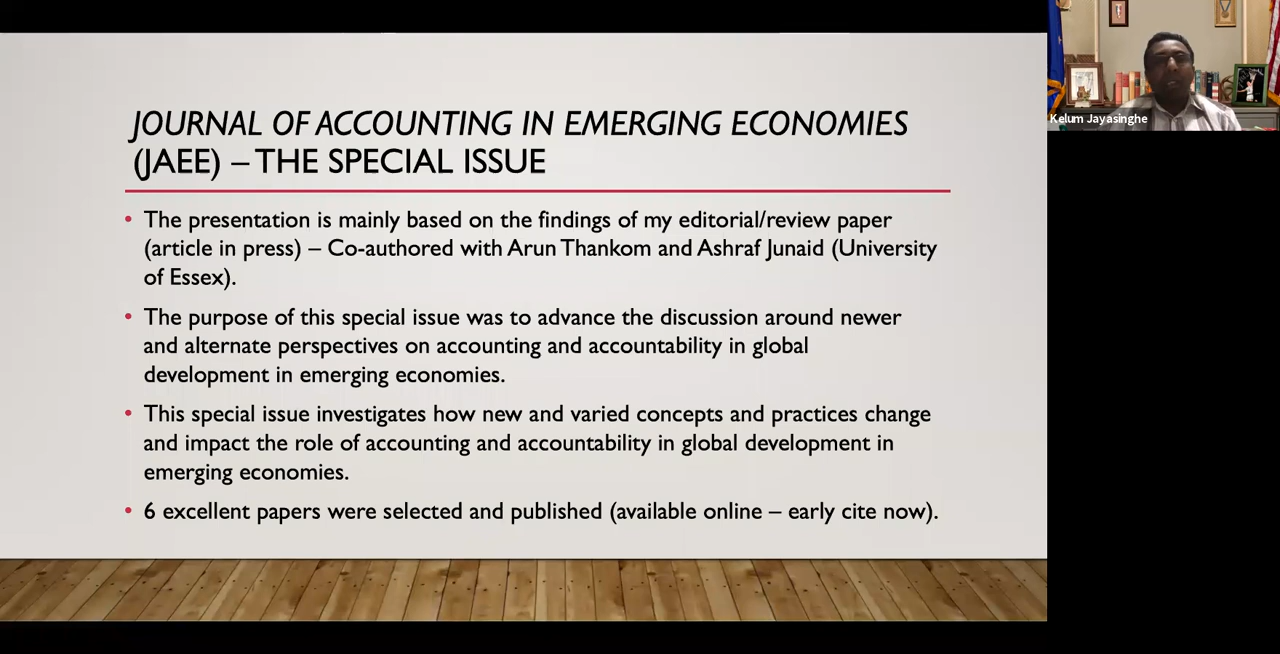 JOURNAL OF ACCOUNTING IN EMERGING ECONOMIES
(JAEE) – THE SPECIAL ISSUE
• The presentation is mainly based on the findings of my editorial/review paper
(article in press) – Co-authored with Arun Thankom and Ashraf Junaid (University
of Essex).
• The purpose of this special issue was to advance the discussion around newer
and alternate perspectives on accounting and accountability in global
development in emerging economies.
• This special issue investigates how new and varied concepts and practices change
and impact the role of accounting and accountability in global development in
emerging economies.
• 6 excellent papers were selected and published (available online – early cite now).
Kelum Jayasinghe